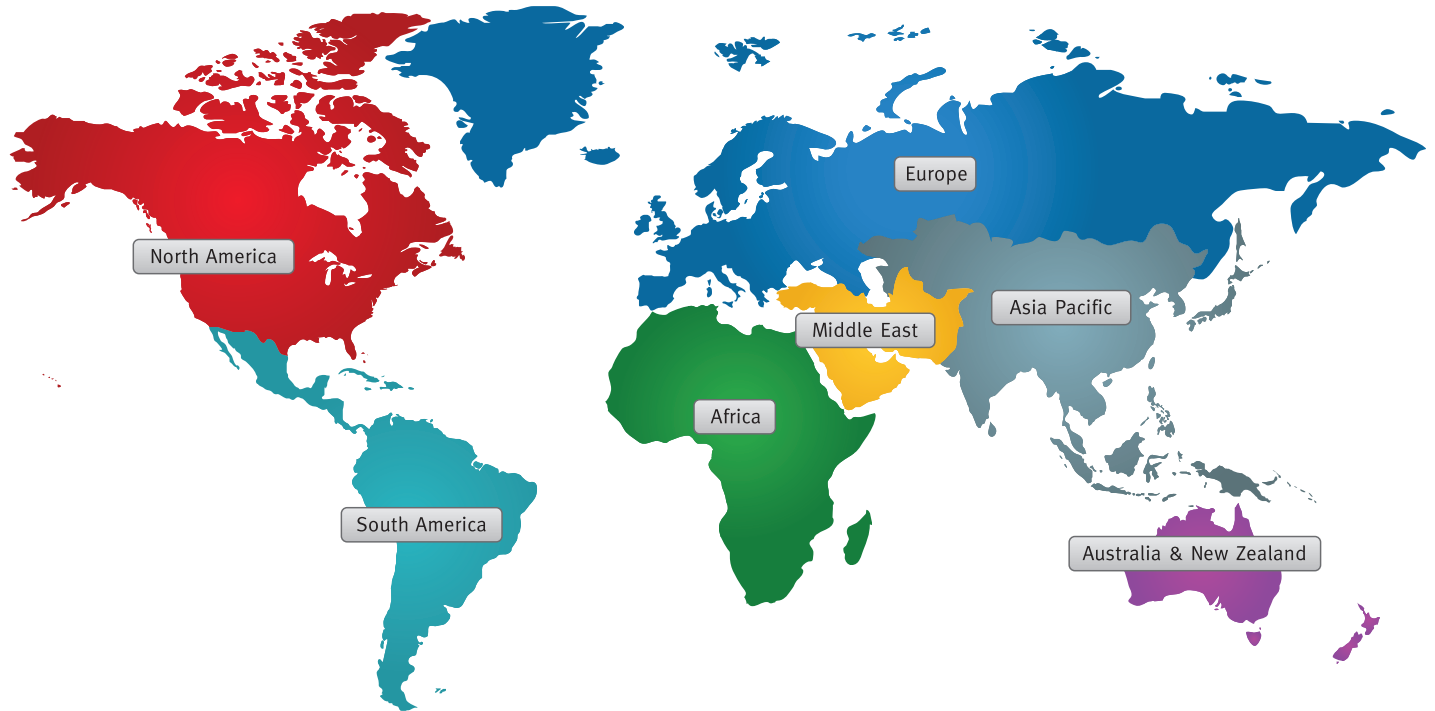 Europe
North America
Asia Pacific
Middle East
Africa
South America
Australia & New Zealand